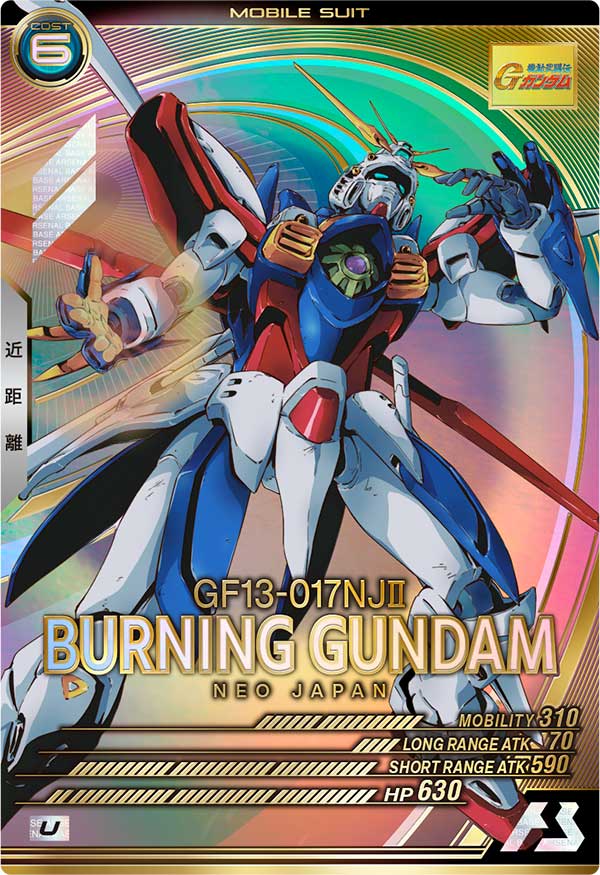 MOBILE SUIT
COST
6
機動武闘伝
Gガンダム
近距離
GF13-017NJII
BURNING GUNDAM
NEO JAPAN
MOBILITY 310
LONG RANGE ATK 70
SHORT RANGE ATK 590
HP 630
U